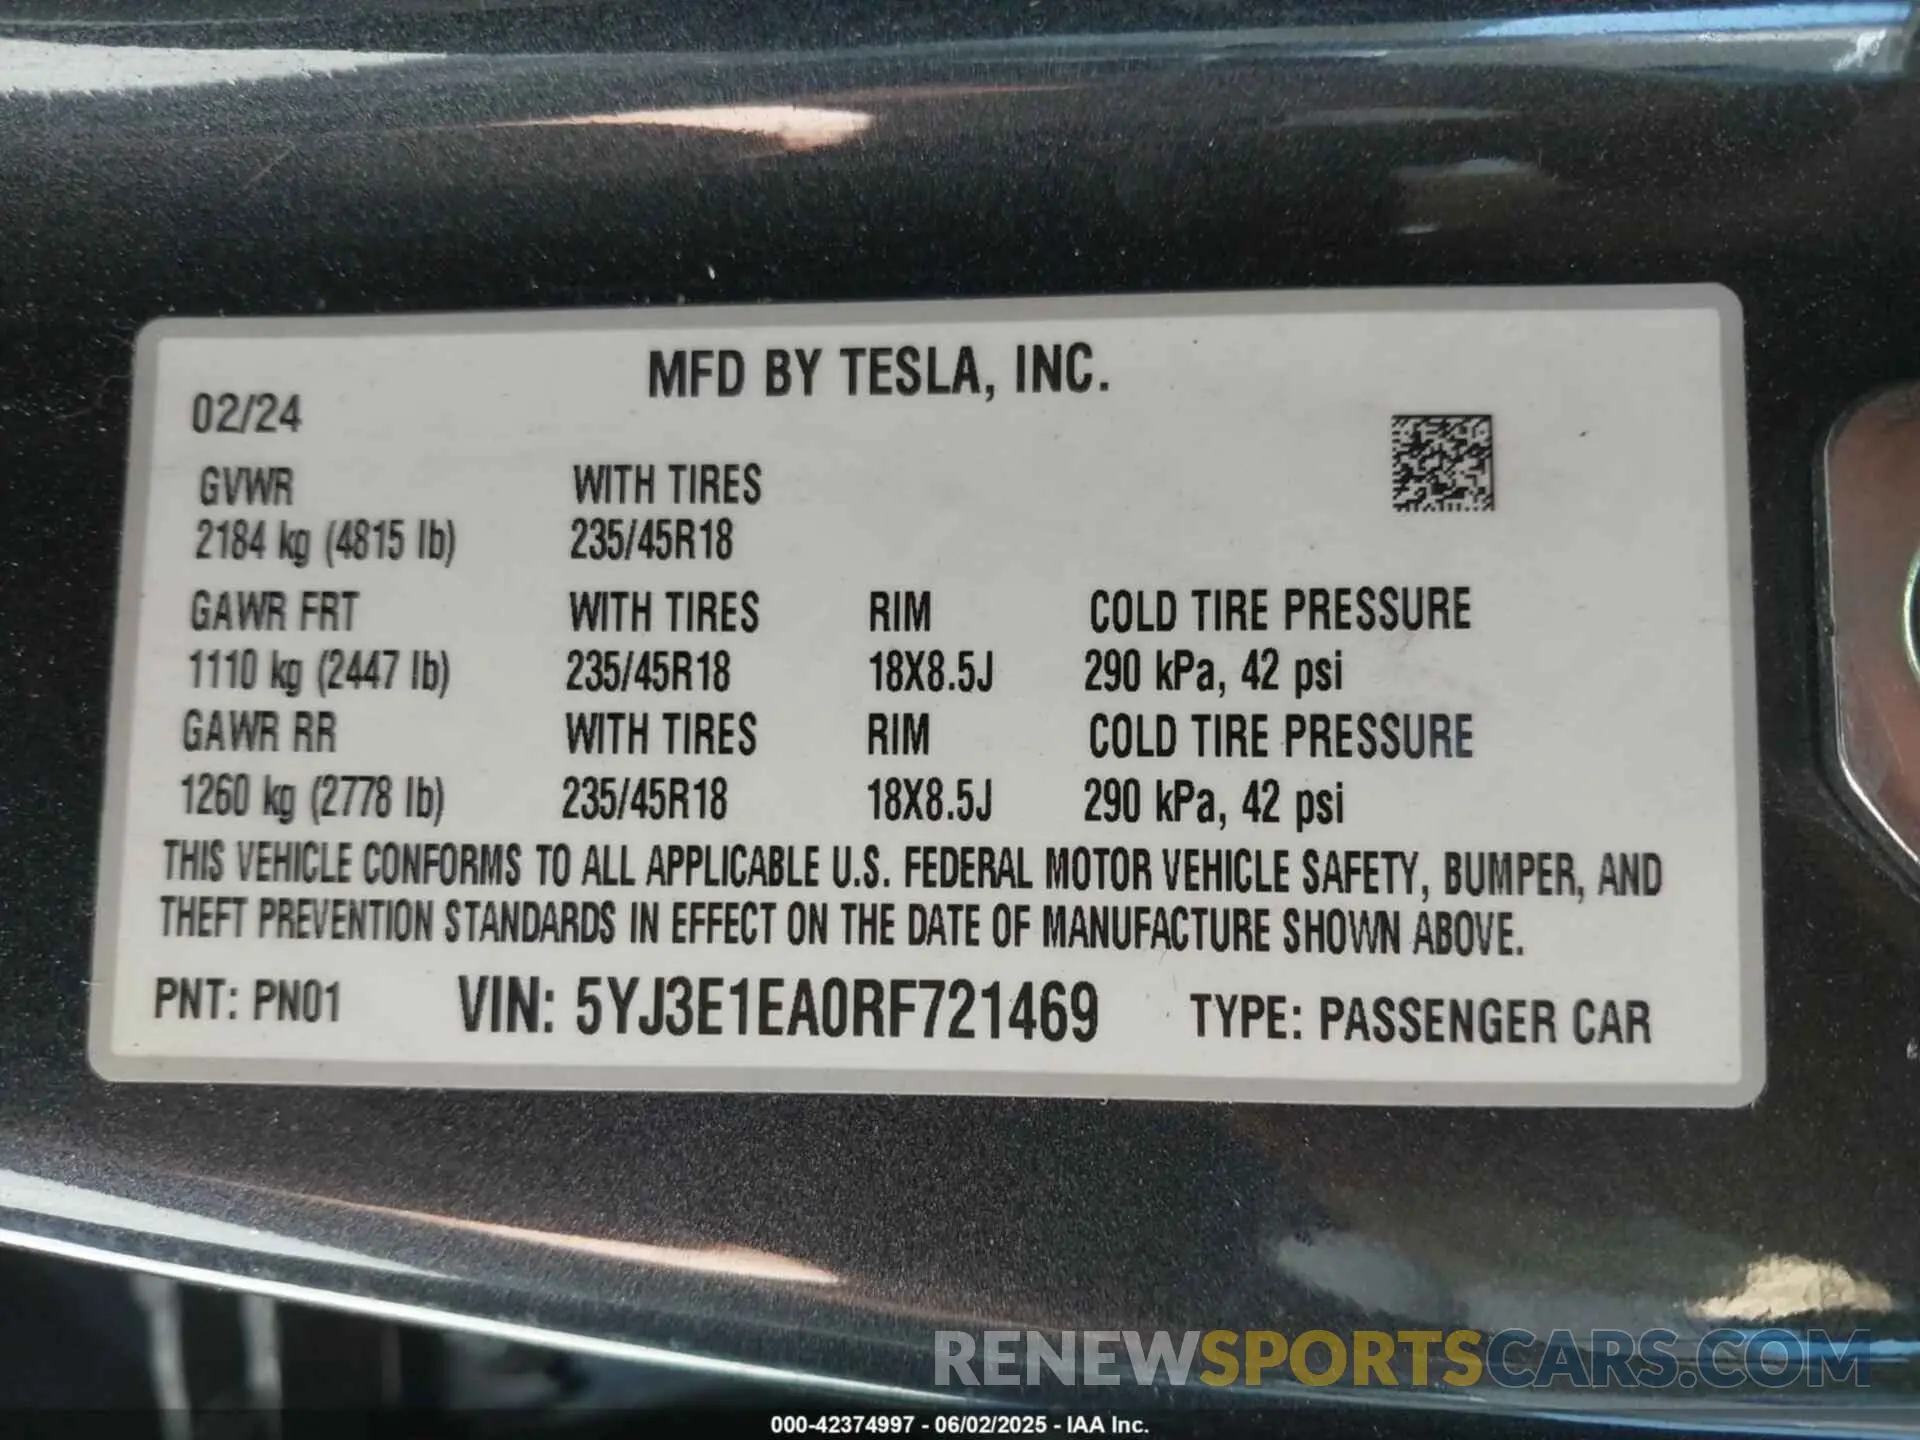 MFD BY TESLA, INC.
02/24
GVWR WITH TIRES
2184 kg (4815 lb) 235/45R18
GAWR FRT WITH TIRES RIM COLD TIRE PRESSURE
1110 kg (2447 lb) 235/45R18 18X8.5J 290 kPa, 42 psi
GAWR RR WITH TIRES RIM COLD TIRE PRESSURE
1260 kg (2778 lb) 235/45R18 18X8.5J 290 kPa, 42 psi
THIS VEHICLE CONFORMS TO ALL APPLICABLE U.S. FEDERAL MOTOR VEHICLE SAFETY, BUMPER, AND
THEFT PREVENTION STANDARDS IN EFFECT ON THE DATE OF MANUFACTURE SHOWN ABOVE.
PNT: PN01 VIN: 5YJ3E1EA0RF721469 TYPE: PASSENGER CAR
RENEWSPORTSCARS.COM
000-42374997 - 06/02/2025 - IAA Inc.